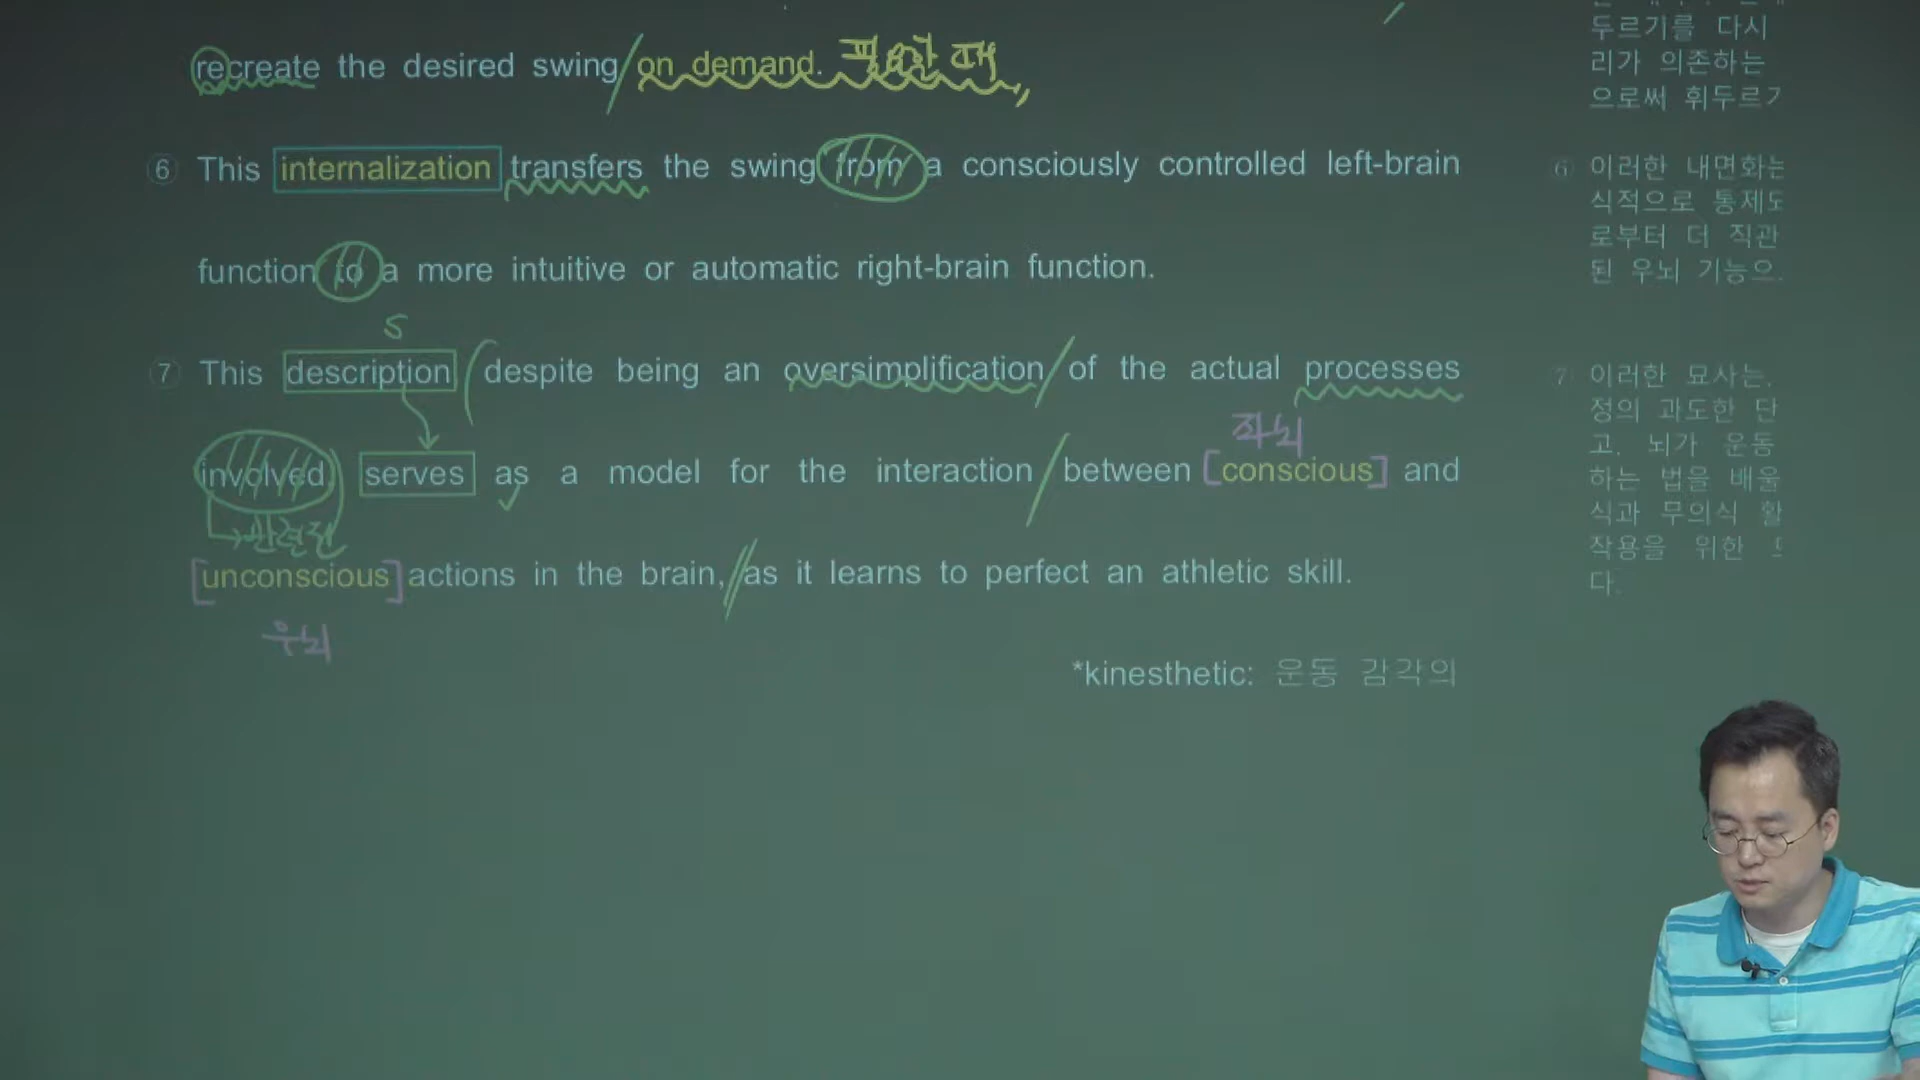 recreate the desired swing on demand. 필요한 때
⑥ This internalization transfers the swing from a consciously controlled left-brain
function to a more intuitive or automatic right-brain function.
S
⑦ This description despite being an oversimplification of the actual processes
좌뇌
involved, serves as a model for the interaction between [conscious] and
관련된
[unconscious] actions in the brain, as it learns to perfect an athletic skill.
우뇌
*kinesthetic: 운동 감각의
두르기를 다시
리가 의존하는
으로써 휘두르기
⑥ 이러한 내면화는
식적으로 통제도
로부터 더 직관
된 우뇌 기능으
⑦ 이러한 묘사는,
정의 과도한 단
고, 뇌가 운동
하는 법을 배울
식과 무의식 활
작용을 위한
다.